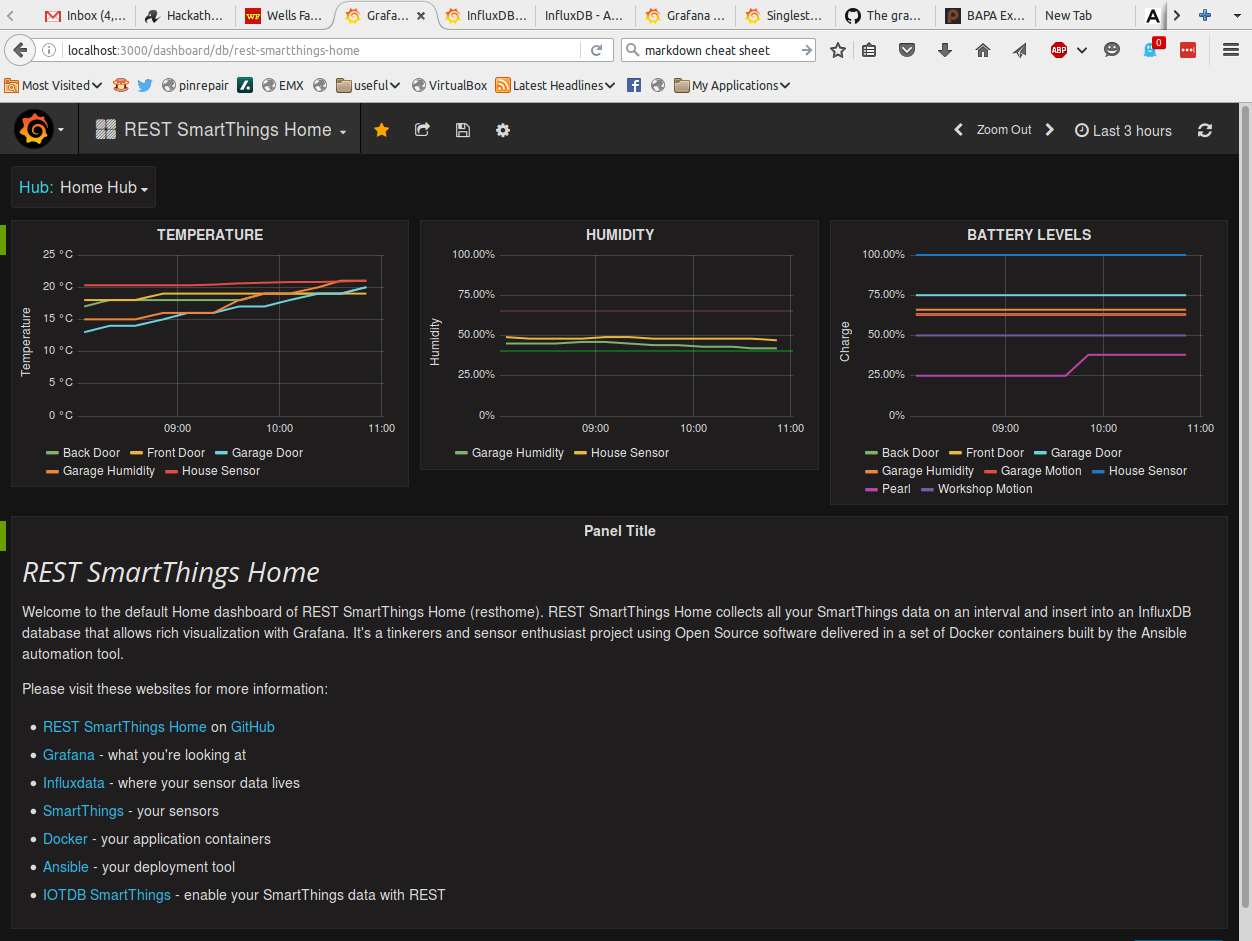 Inbox (4,... Hackath... Wells Fa... Grafa... InfluxDB... InfluxDB - A... Grafana ... Singlest... The gra... BAPA Ex... New Tab A
localhost:3000/dashboard/db/rest-smartthings-home markdown cheat sheet ABP 0
Most Visited pinrepair EMX useful VirtualBox Latest Headlines My Applications
REST SmartThings Home Zoom Out Last 3 hours
Hub: Home Hub
TEMPERATURE
25 °C
20 °C
15 °C
10 °C
5 °C
0 °C
Temperature
09:00 10:00 11:00
Back Door Front Door Garage Door
Garage Humidity House Sensor
HUMIDITY
100.00%
75.00%
50.00%
25.00%
0%
Humidity
09:00 10:00 11:00
Garage Humidity House Sensor
BATTERY LEVELS
100.00%
75.00%
50.00%
25.00%
0%
Charge
09:00 10:00 11:00
Back Door Front Door Garage Door
Garage Humidity Garage Motion House Sensor
Pearl Workshop Motion
Panel Title
REST SmartThings Home
Welcome to the default Home dashboard of REST SmartThings Home (resthome). REST SmartThings Home collects all your SmartThings data on an interval and insert into an InfluxDB
database that allows rich visualization with Grafana. It's a tinkerers and sensor enthusiast project using Open Source software delivered in a set of Docker containers built by the Ansible
automation tool.
Please visit these websites for more information:
• REST SmartThings Home on GitHub
• Grafana - what you're looking at
• Influxdata - where your sensor data lives
• SmartThings - your sensors
• Docker - your application containers
• Ansible - your deployment tool
• IOTDB SmartThings - enable your SmartThings data with REST